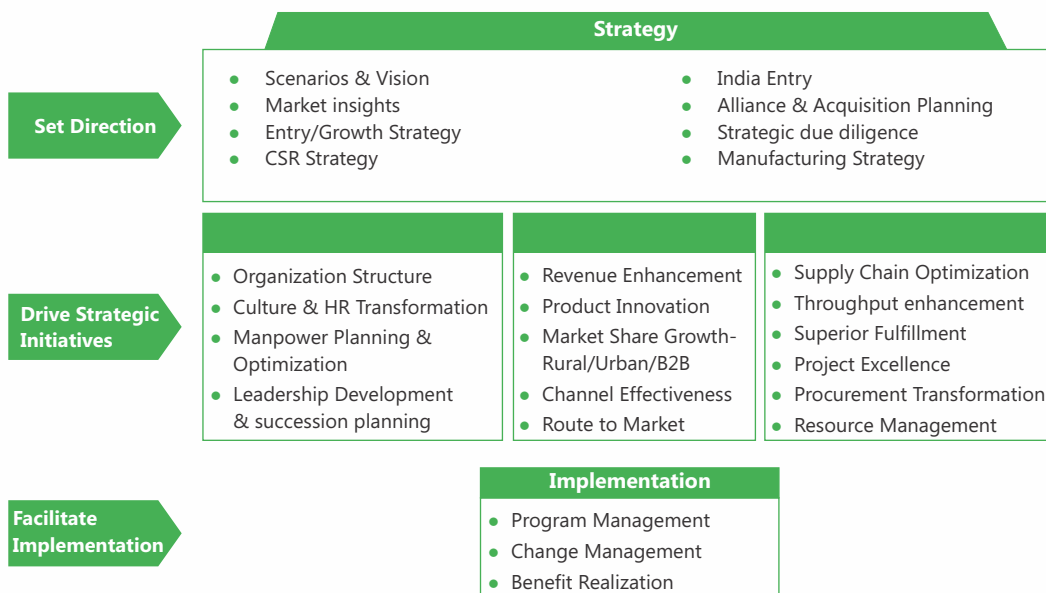 Strategy
Set Direction
Scenarios & Vision
Market insights
Entry/Growth Strategy
CSR Strategy
India Entry
Alliance & Acquisition Planning
Strategic due diligence
Manufacturing Strategy
Drive Strategic
Initiatives
Organization Structure
Culture & HR Transformation
Manpower Planning &
Optimization
Leadership Development
& succession planning
Revenue Enhancement
Product Innovation
Market Share Growth-
Rural/Urban/B2B
Channel Effectiveness
Route to Market
Supply Chain Optimization
Throughput enhancement
Superior Fulfillment
Project Excellence
Procurement Transformation
Resource Management
Facilitate
Implementation
Implementation
Program Management
Change Management
Benefit Realization